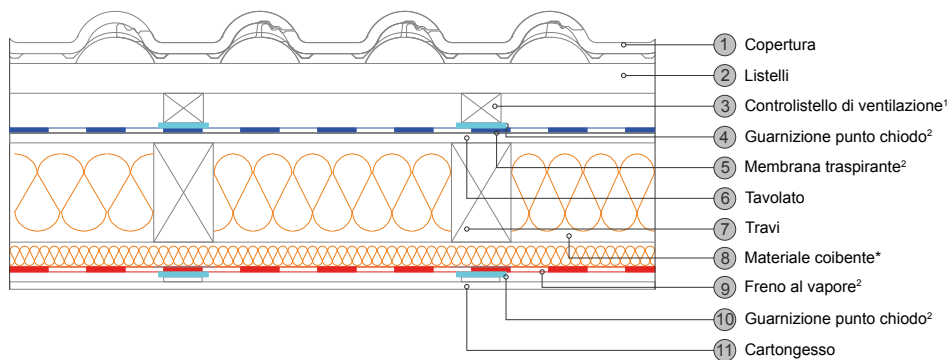 1 Copertura
2 Listelli
3 Controlistello di ventilazione¹
4 Guarnizione punto chiodo²
5 Membrana traspirante²
6 Tavolato
7 Travi
8 Materiale coibente*
9 Freno al vapore²
10 Guarnizione punto chiodo²
11 Cartongesso